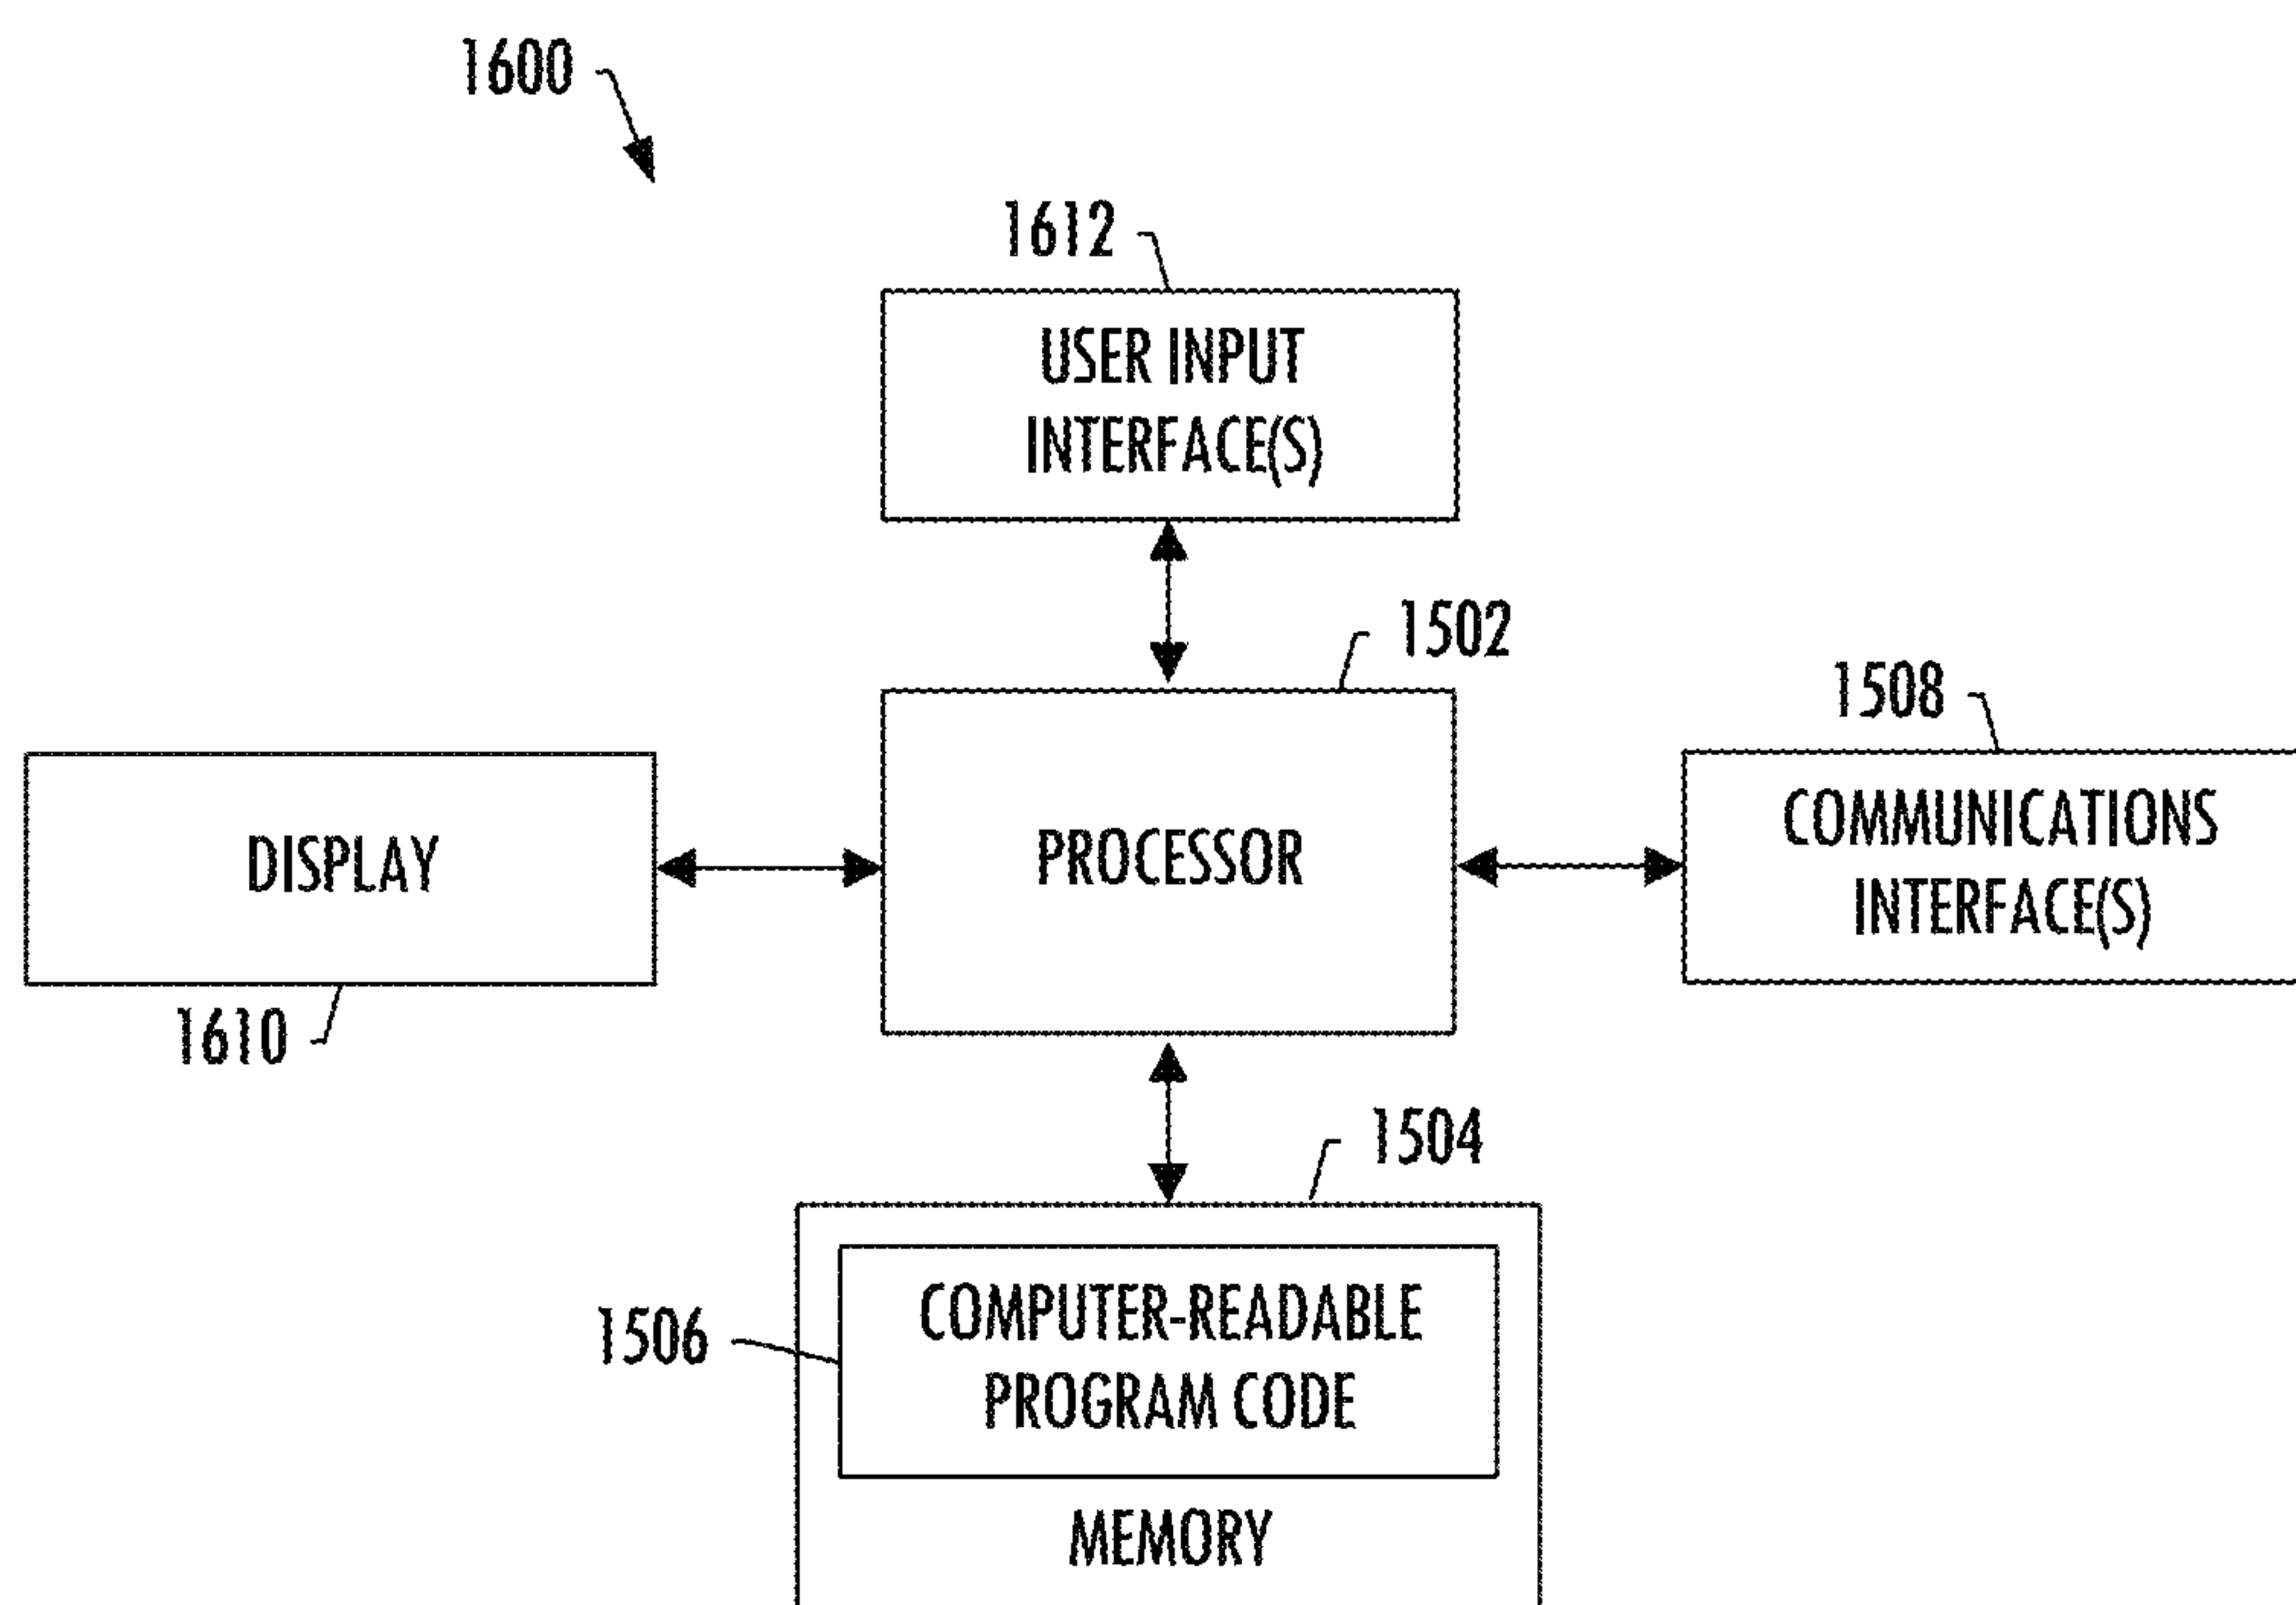 1600
1612
USER INPUT
INTERFACE(S)
1502
1508
DISPLAY
PROCESSOR
COMMUNICATIONS
INTERFACE(S)
1610
1504
1506
COMPUTER-READABLE
PROGRAM CODE
MEMORY